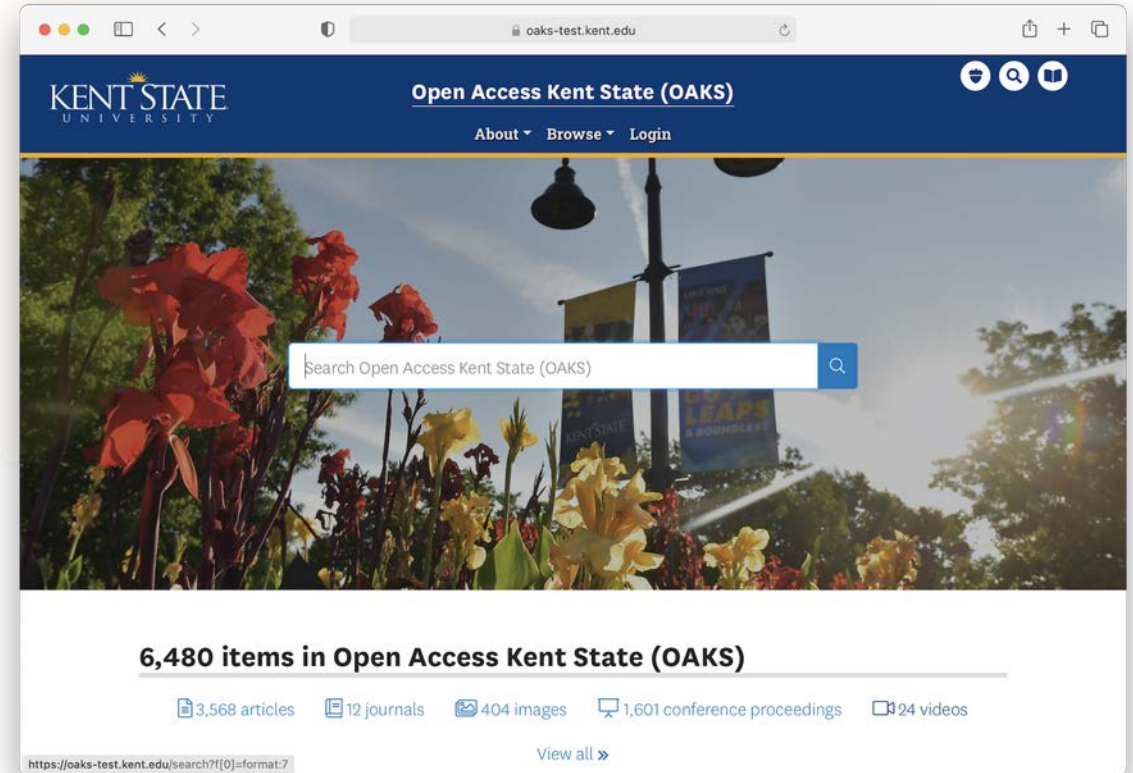 oaks-test.kent.edu
KENT STATE
UNIVERSITY
Open Access Kent State (OAKS)
About Browse Login
KENT STATE
Search Open Access Kent State (OAKS)
GO
LEAPS
& BOUNDLESS
KENT STATE
6,480 items in Open Access Kent State (OAKS)
3,568 articles 12 journals 404 images 1,601 conference proceedings 24 videos
View all »
https://oaks-test.kent.edu/search?f[0]=format:7